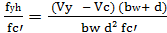 fyh/fc′ = (Vy − Vc) (bw+ d) / bw d² fc′